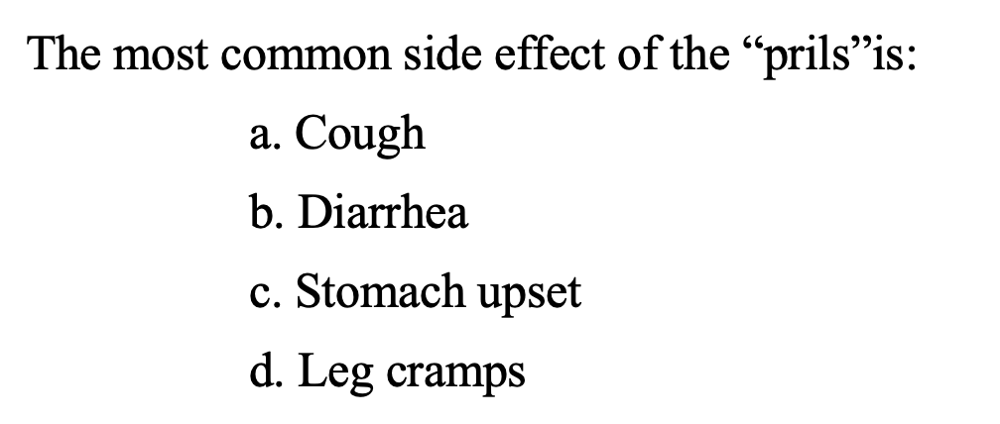 The most common side effect of the “prils”is:
a. Cough
b. Diarrhea
c. Stomach upset
d. Leg cramps